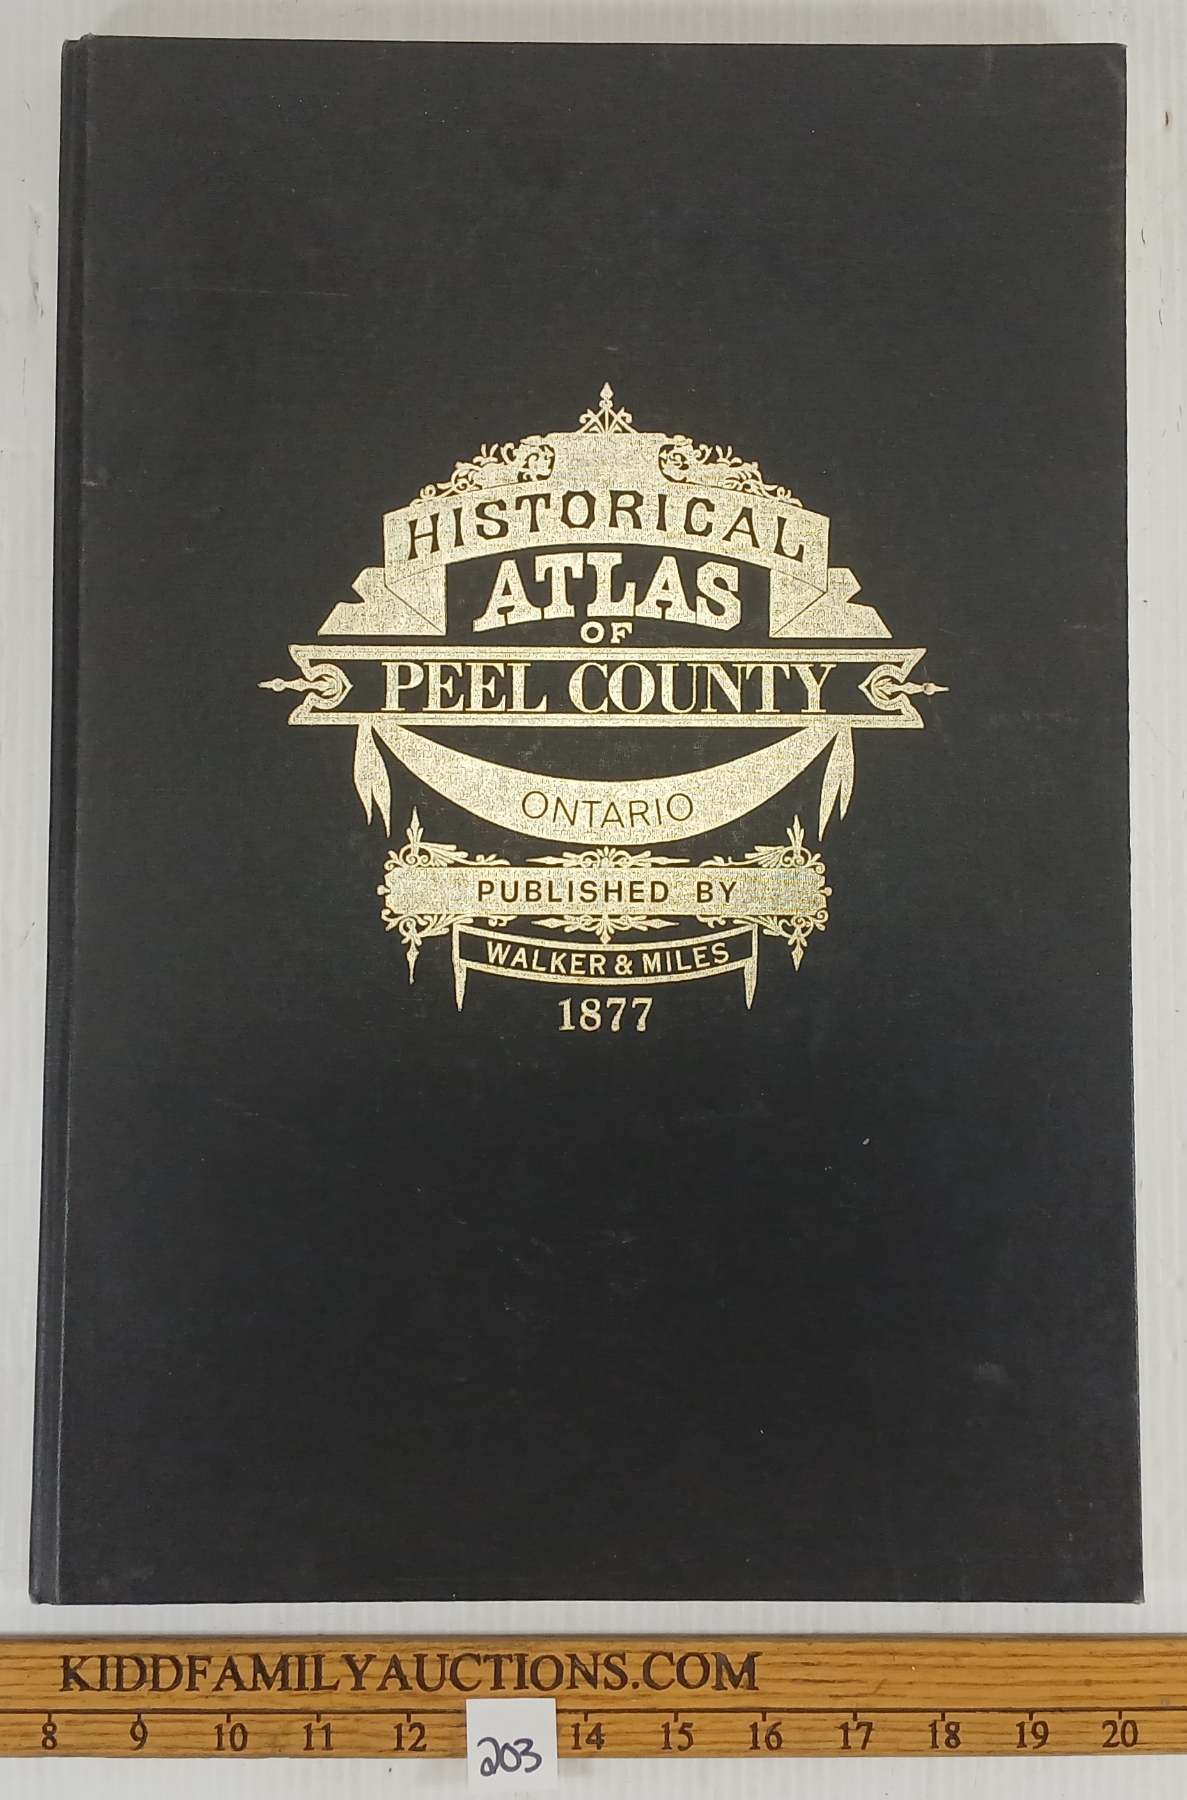 HISTORICAL
ATLAS
OF
PEEL COUNTY
ONTARIO
PUBLISHED BY
WALKER & MILES
1877
KIDDFAMILYAUCTIONS.COM
8 9 10 11 12 14 15 16 17 18 19 20
203